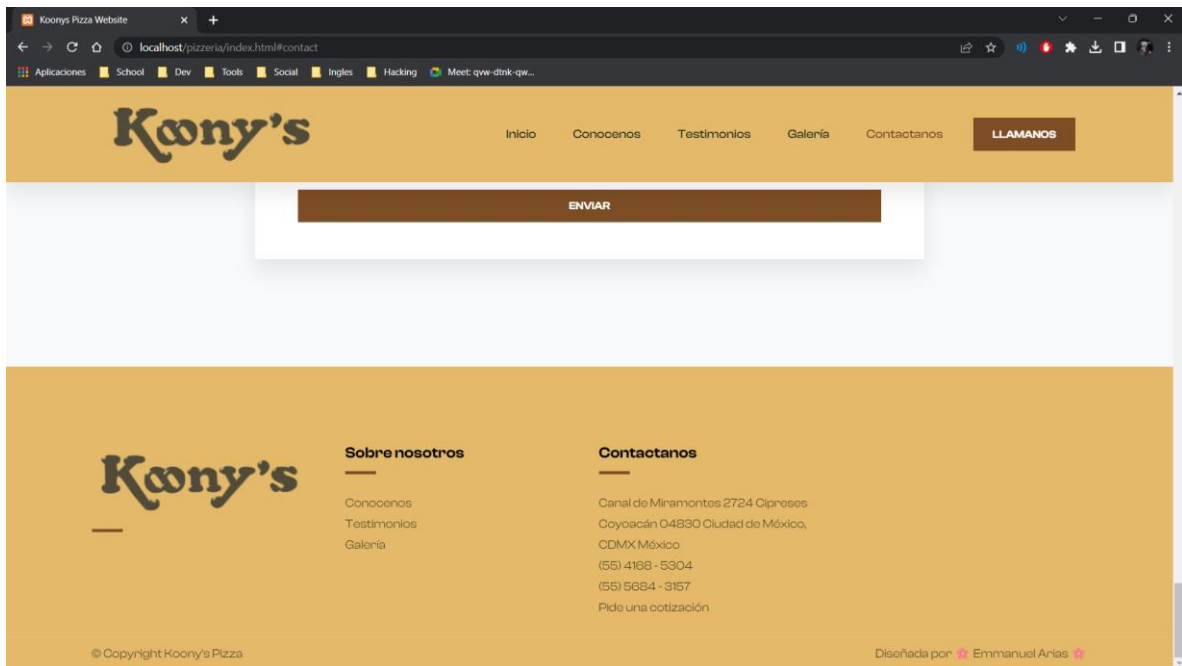 Koonys Pizza Website
localhost/pizzeria/index.html#contact
Aplicaciones School Dev Tools Social Ingles Hacking Meet: qvw-dtnk-qw...
Koony's Inicio Conocenos Testimonios Galería Contactanos LLAMANOS
ENVIAR
Koony's
Sobre nosotros
Conocenos
Testimonios
Galería
Contactanos
Canal de Miramontes 2724 Cipreses
Coyoacán 04830 Ciudad de México,
CDMX México
(55) 4168 - 5304
(55) 5684 - 3157
Pide una cotización
© Copyright Koony's Pizza
Diseñada por 🌸 Emmanuel Arias 🌸